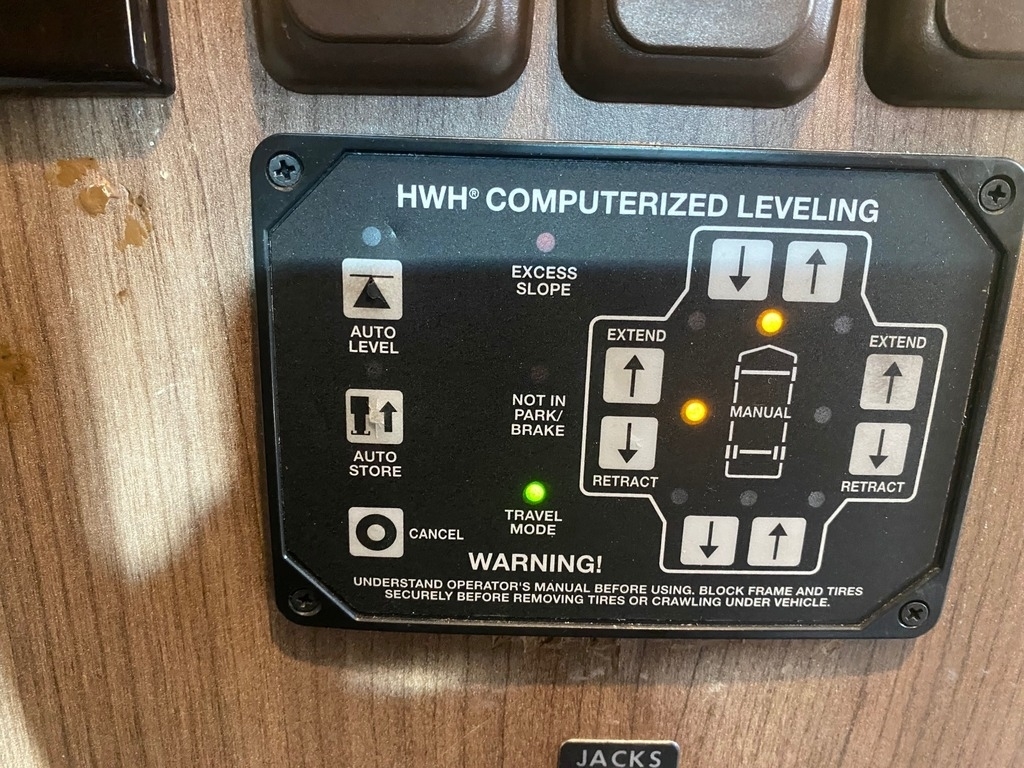 HWH® COMPUTERIZED LEVELING
AUTO
LEVEL
AUTO
STORE
CANCEL
EXCESS
SLOPE
NOT IN
PARK/
BRAKE
TRAVEL
MODE
EXTEND
RETRACT
MANUAL
EXTEND
RETRACT
WARNING!
UNDERSTAND OPERATOR'S MANUAL BEFORE USING. BLOCK FRAME AND TIRES
SECURELY BEFORE REMOVING TIRES OR CRAWLING UNDER VEHICLE.
JACKS